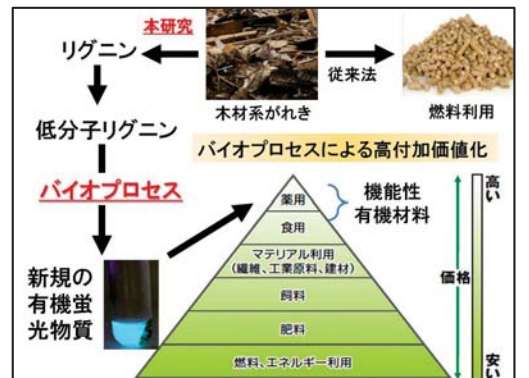 本研究
リグニン
従来法
木材系がれき
燃料利用
低分子リグニン
バイオプロセスによる高付加価値化
バイオプロセス
新規の
有機蛍
光物質
薬用
食用
マテリアル利用
(繊維、工業原料、建材)
飼料
肥料
燃料、エネルギー利用
機能性
有機材料
価格
高い
安い